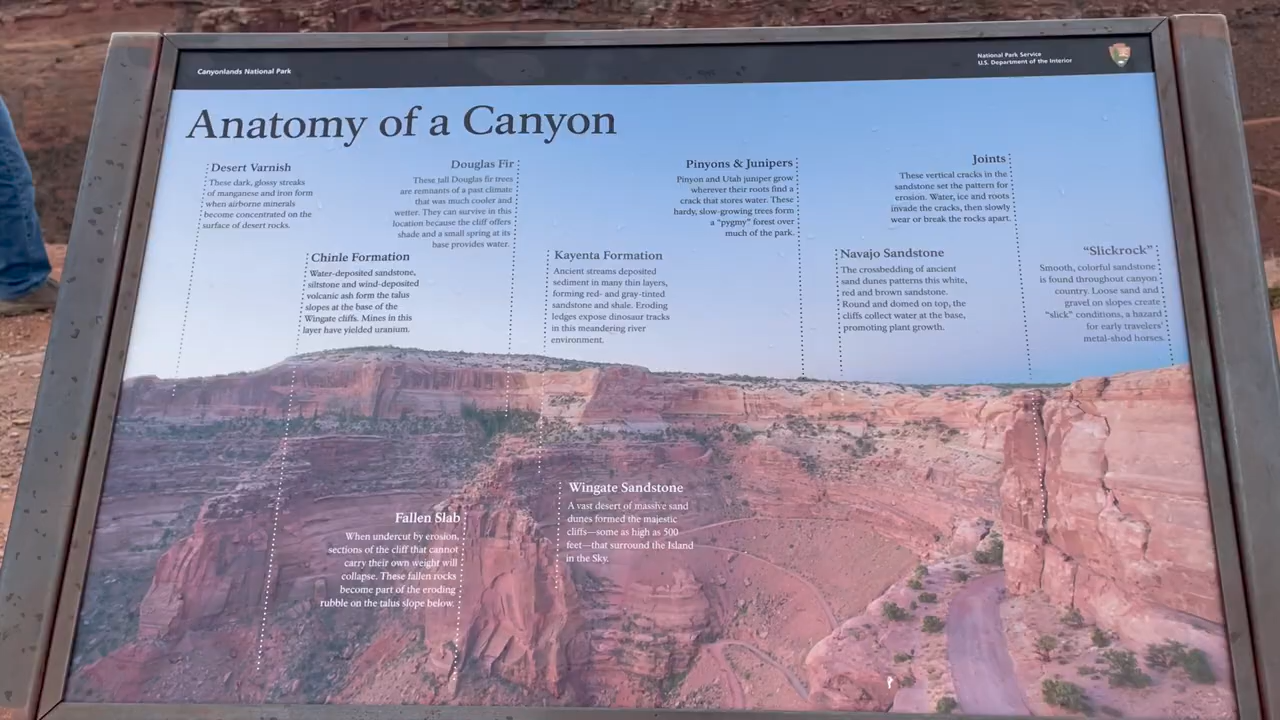 Canyonlands National Park
National Park Service
U.S. Department of the Interior
Anatomy of a Canyon
Desert Varnish
These dark, glossy streaks
of manganese and iron form
when airborne minerals
become concentrated on the
surface of desert rocks.
Douglas Fir
These tall Douglas fir trees
are remnants of a past climate
that was much cooler and
wetter. They can survive in this
location because the cliff offers
shade and a small spring at its
base provides water.
Pinyons & Junipers
Pinyon and Utah juniper grow
wherever their roots find a
crack that stores water. These
hardy, slow-growing trees form
a "pygmy" forest over
much of the park.
Joints
These vertical cracks in the
sandstone set the pattern for
erosion. Water, ice and roots
invade the cracks, then slowly
wear or break the rocks apart.
Chinle Formation
Water-deposited sandstone,
siltstone and wind-deposited
volcanic ash form the talus
slopes at the base of the
Wingate cliffs. Mines in this
layer have yielded uranium.
Kayenta Formation
Ancient streams deposited
sediment in many thin layers,
forming red- and gray-tinted
sandstone and shale. Eroding
ledges expose dinosaur tracks
in this meandering river
environment.
Navajo Sandstone
The crossbedding of ancient
sand dunes patterns this white,
red and brown sandstone.
Round and domed on top, the
cliffs collect water at the base,
promoting plant growth.
"Slickrock"
Smooth, colorful sandstone
is found throughout canyon
country. Loose sand and
gravel on slopes create
"slick" conditions, a hazard
for early travelers'
metal-shod horses.
Fallen Slab
When undercut by erosion,
sections of the cliff that cannot
carry their own weight will
collapse. These fallen rocks
become part of the eroding
rubble on the talus slope below.
Wingate Sandstone
A vast desert of massive sand
dunes formed the majestic
cliffs—some as high as 500
feet—that surround the Island
in the Sky.